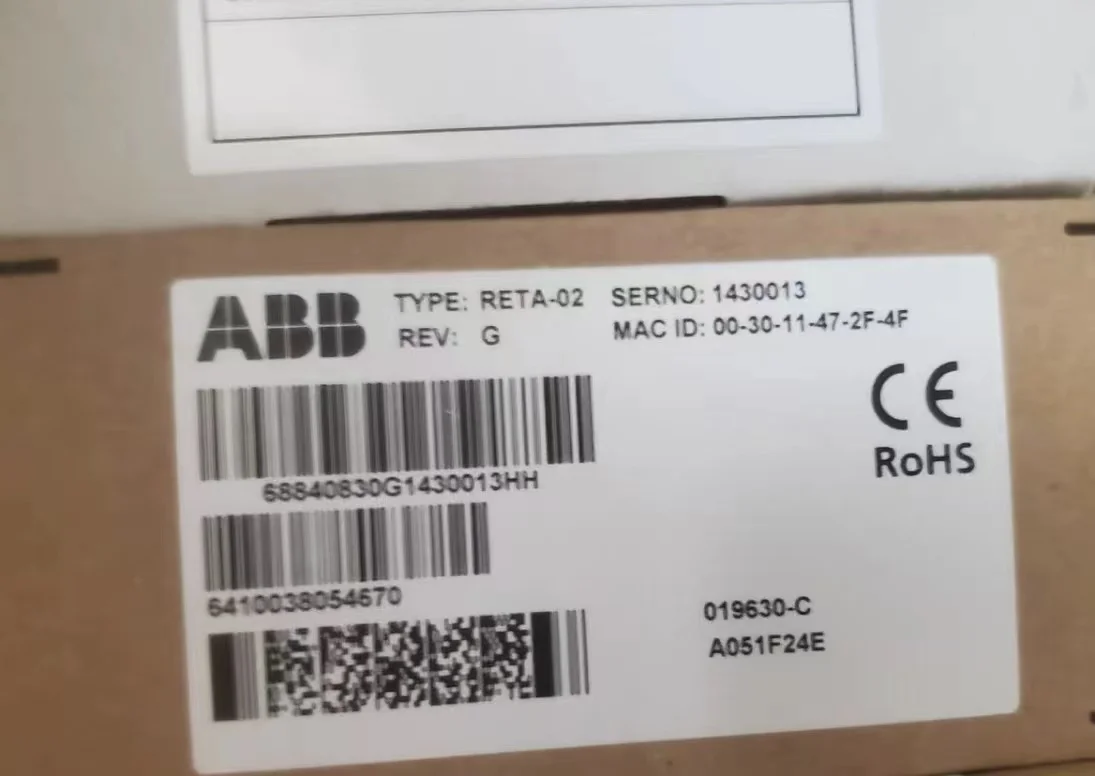 ABB
TYPE: RETA-02 SERNO: 1430013
REV: G MAC ID: 00-30-11-47-2F-4F
CE
RoHS
68840830G1430013HH
6410038054670
019630-C
A051F24E